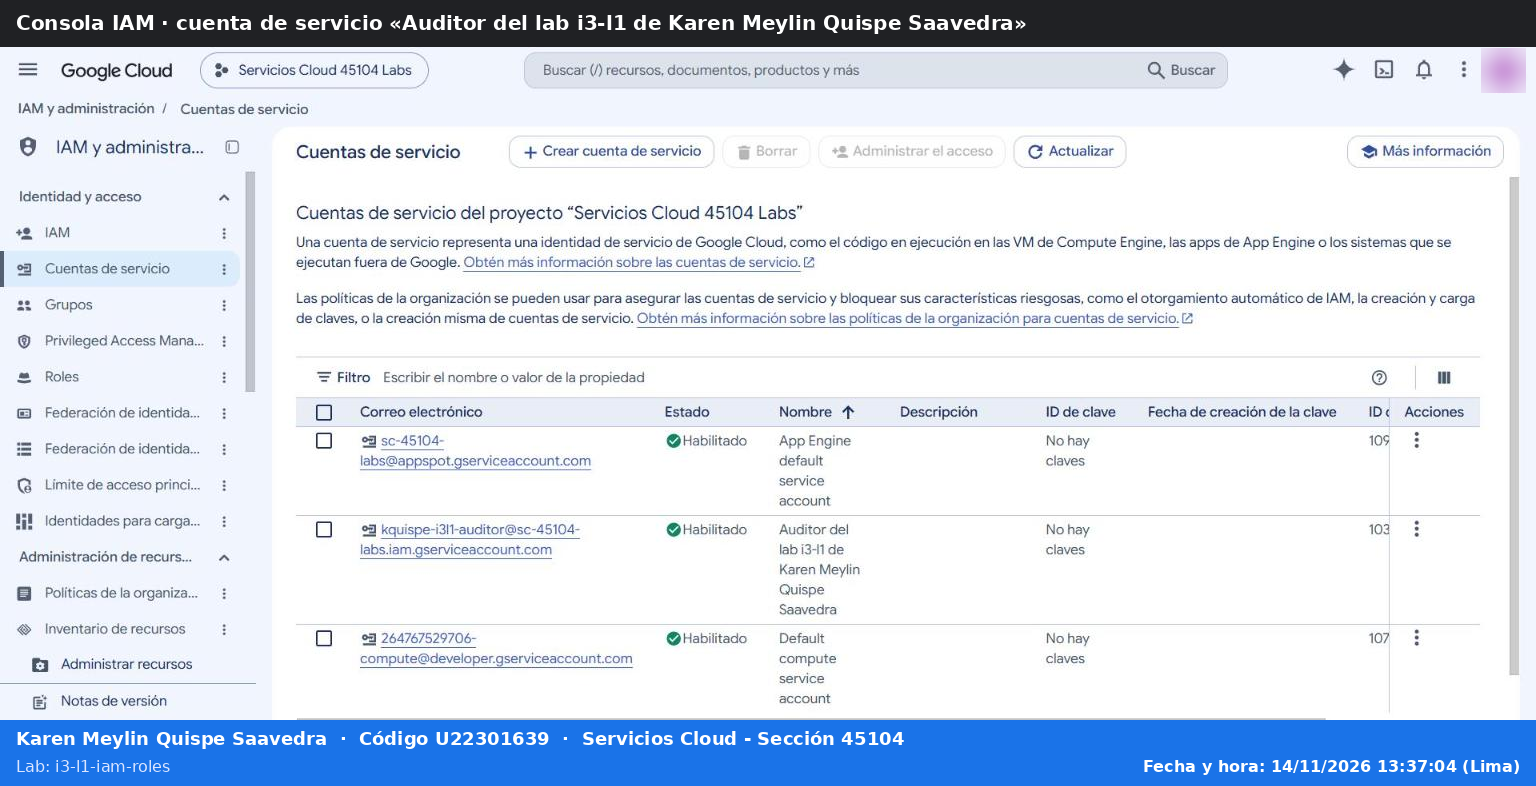 Consola IAM · cuenta de servicio «Auditor del lab i3-l1 de Karen Meylin Quispe Saavedra»
Google Cloud
Servicios Cloud 45104 Labs
Buscar (/) recursos, documentos, productos y más
Buscar
IAM y administración / Cuentas de servicio
IAM y administra...
Cuentas de servicio
Crear cuenta de servicio
Borrar
Administrar el acceso
Actualizar
Más información
Identidad y acceso
IAM
Cuentas de servicio
Grupos
Privileged Access Mana...
Roles
Federación de identida...
Federación de identida...
Límite de acceso princi...
Identidades para carga...
Administración de recurs...
Políticas de la organiza...
Inventario de recursos
Administrar recursos
Notas de versión
Cuentas de servicio del proyecto “Servicios Cloud 45104 Labs”
Una cuenta de servicio representa una identidad de servicio de Google Cloud, como el código en ejecución en las VM de Compute Engine, las apps de App Engine o los sistemas que se
ejecutan fuera de Google. Obtén más información sobre las cuentas de servicio.
Las políticas de la organización se pueden usar para asegurar las cuentas de servicio y bloquear sus características riesgosas, como el otorgamiento automático de IAM, la creación y carga
de claves, o la creación misma de cuentas de servicio. Obtén más información sobre las políticas de la organización para cuentas de servicio.
Filtro Escribir el nombre o valor de la propiedad
Correo electrónico Estado Nombre Descripción ID de clave Fecha de creación de la clave ID Acciones
sc-45104-
labs@appspot.gserviceaccount.com
Habilitado
App Engine
default
service
account
No hay
claves
109
kquispe-i3l1-auditor@sc-45104-
labs.iam.gserviceaccount.com
Habilitado
Auditor del
lab i3-l1 de
Karen Meylin
Quispe
Saavedra
No hay
claves
103
264767529706-
compute@developer.gserviceaccount.com
Habilitado
Default
compute
service
account
No hay
claves
107
Karen Meylin Quispe Saavedra · Código U22301639 · Servicios Cloud - Sección 45104
Lab: i3-l1-iam-roles
Fecha y hora: 14/11/2026 13:37:04 (Lima)